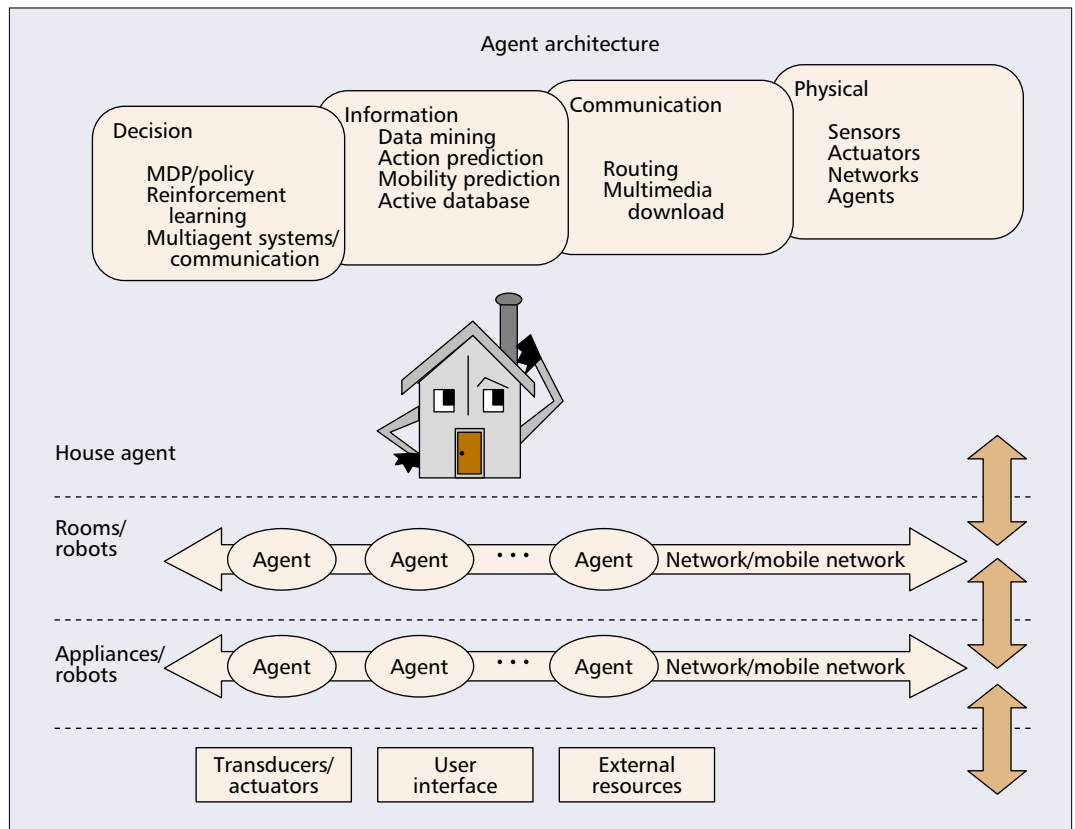 Agent architecture
Decision
MDP/policy
Reinforcement
learning
Multiagent systems/
communication
Information
Data mining
Action prediction
Mobility prediction
Active database
Communication
Routing
Multimedia
download
Physical
Sensors
Actuators
Networks
Agents
House agent
Rooms/
robots
Agent Agent ... Agent Network/mobile network
Appliances/
robots
Agent Agent ... Agent Network/mobile network
Transducers/
actuators
User
interface
External
resources